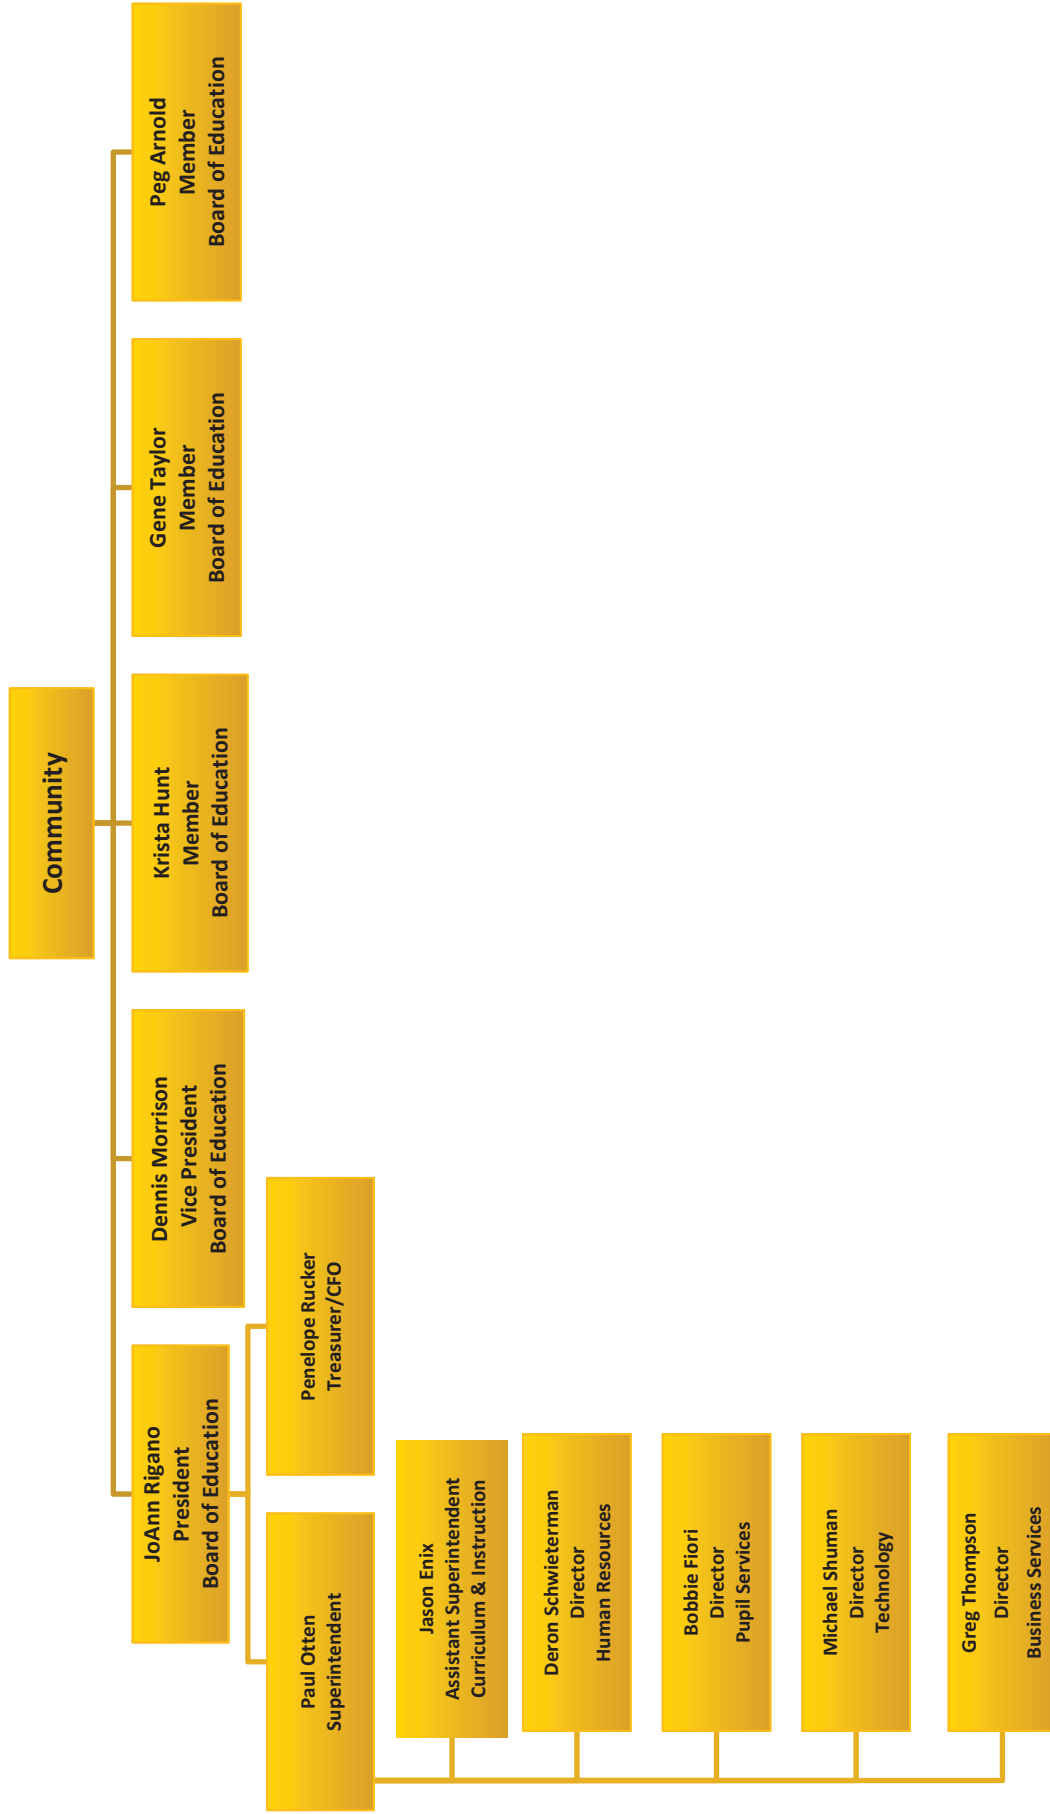 Community
JoAnn Rigano
President
Board of Education
Dennis Morrison
Vice President
Board of Education
Krista Hunt
Member
Board of Education
Gene Taylor
Member
Board of Education
Peg Arnold
Member
Board of Education
Paul Otten
Superintendent
Penelope Rucker
Treasurer/CFO
Jason Enix
Assistant Superintendent
Curriculum & Instruction
Deron Schwieterman
Director
Human Resources
Bobbie Fiori
Director
Pupil Services
Michael Shuman
Director
Technology
Greg Thompson
Director
Business Services